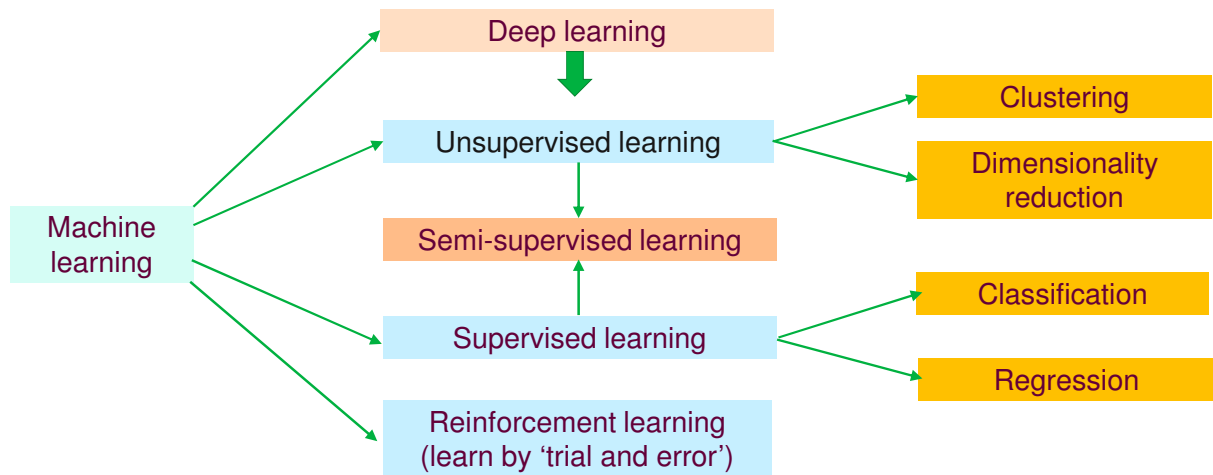 Deep learning
Clustering
Unsupervised learning
Dimensionality
reduction
Machine
learning
Semi-supervised learning
Classification
Supervised learning
Regression
Reinforcement learning
(learn by ‘trial and error’)